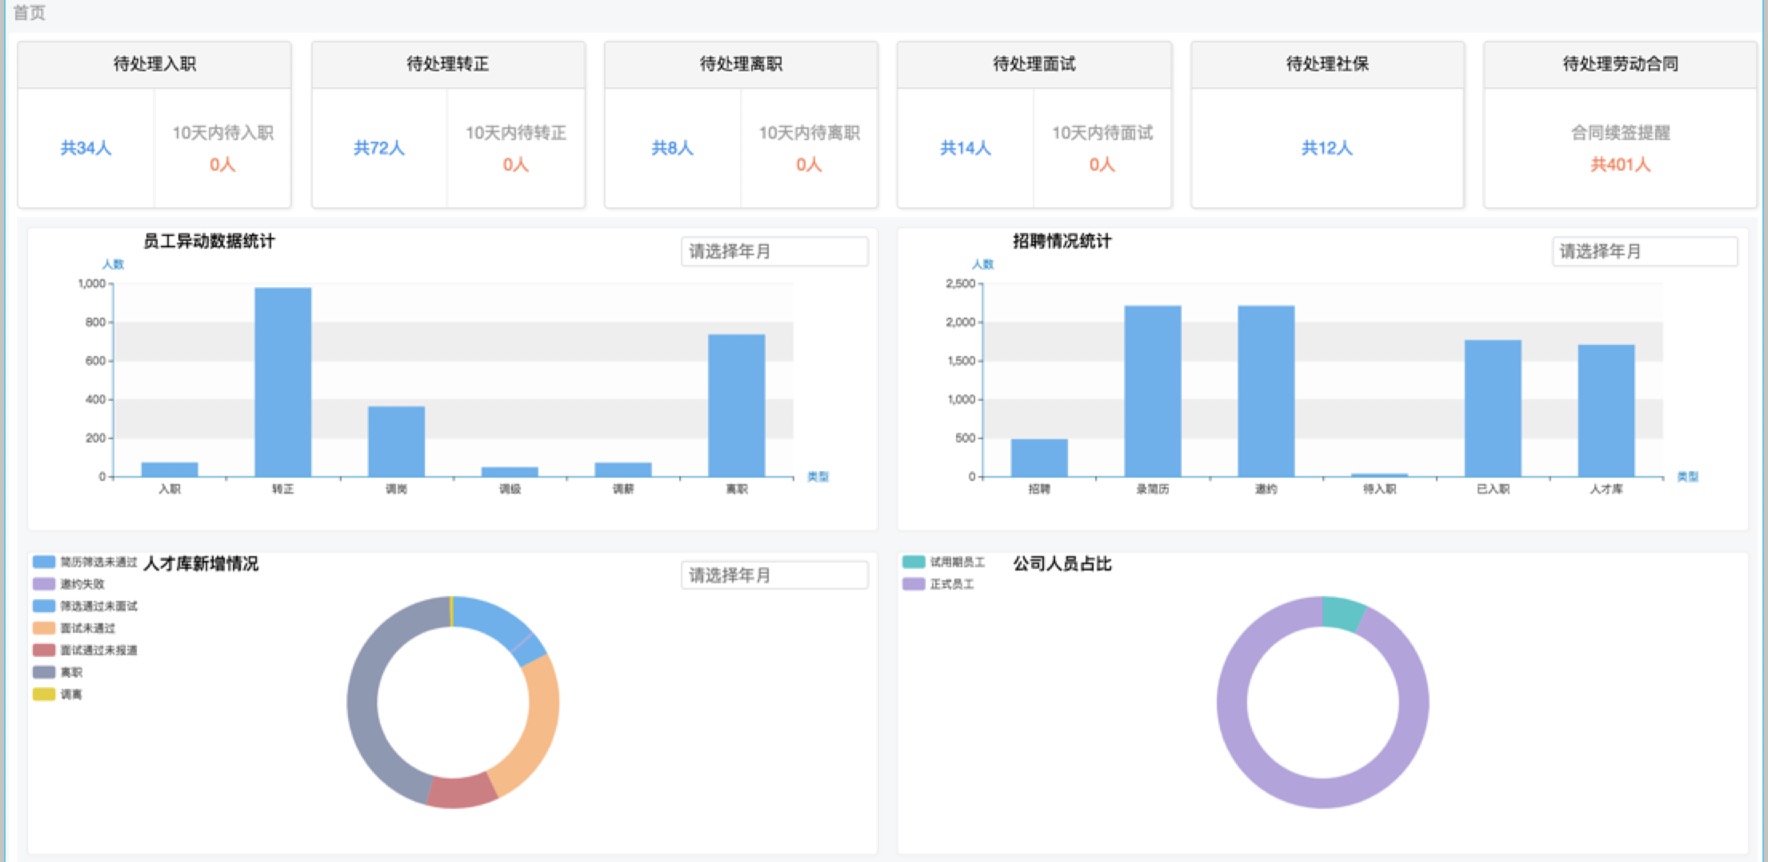 首页
待处理入职
共34人
10天内待入职
0人
待处理转正
共72人
10天内待转正
0人
待处理离职
共8人
10天内待离职
0人
待处理面试
共14人
10天内待面试
0人
待处理社保
共12人
待处理劳动合同
合同续签提醒
共401人
员工异动数据统计
请选择年月
人数
1,000
800
600
400
200
0
入职
转正
调岗
调级
调薪
离职
类型
招聘情况统计
请选择年月
人数
2,500
2,000
1,500
1,000
500
0
招聘
录简历
邀约
待入职
已入职
人才库
类型
人才库新增情况
请选择年月
简历筛选未通过
邀约失败
筛选通过未面试
面试未通过
面试通过未报道
离职
调离
公司人员占比
试用期员工
正式员工